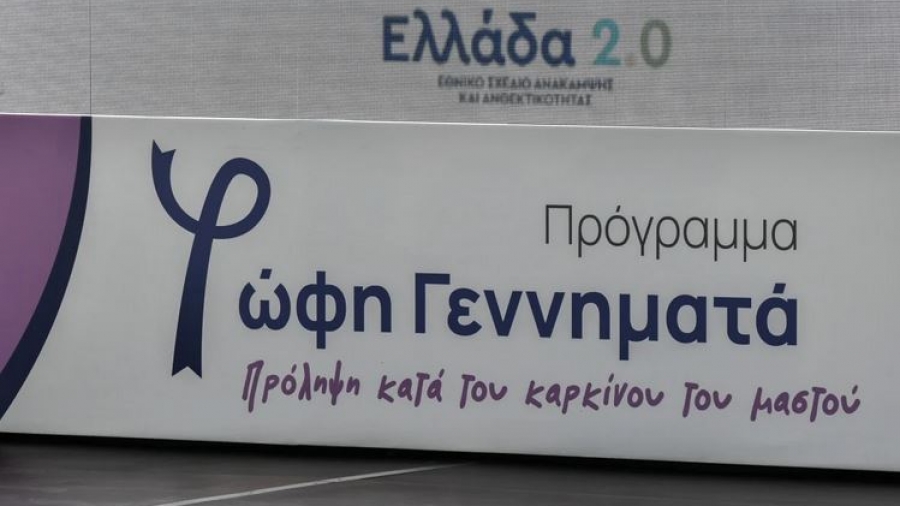 Ελλάδα 2.0
ΕΘΝΙΚΟ ΣΧΕΔΙΟ ΑΝΑΚΑΜΨΗΣ
ΚΑΙ ΑΝΘΕΚΤΙΚΟΤΗΤΑΣ
Πρόγραμμα
Φώφη Γεννηματά
Πρόληψη κατά του καρκίνου του μαστού